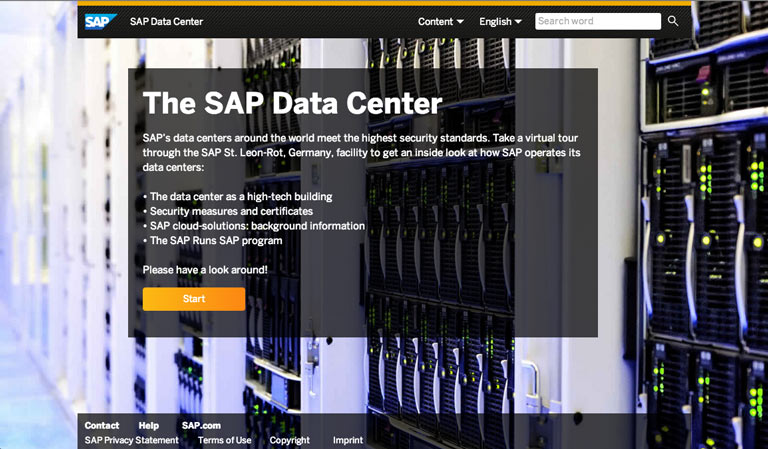 SAP SAP Data Center Content English Search word
The SAP Data Center
SAP's data centers around the world meet the highest security standards. Take a virtual tour
through the SAP St. Leon-Rot, Germany, facility to get an inside look at how SAP operates its
data centers:
• The data center as a high-tech building
• Security measures and certificates
• SAP cloud-solutions: background information
• The SAP Runs SAP program
Please have a look around!
Start
Contact Help SAP.com
SAP Privacy Statement Terms of Use Copyright Imprint